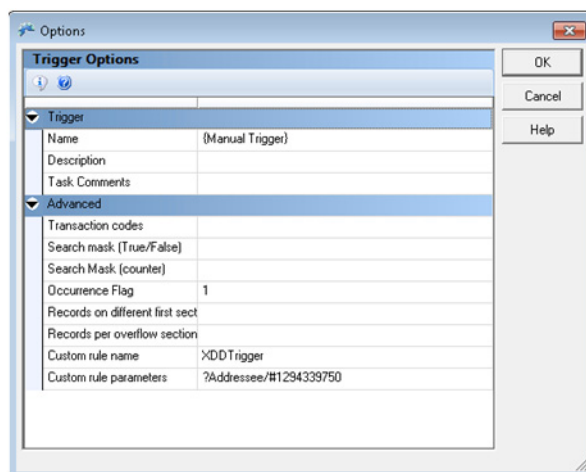 Options
Trigger Options
OK
Cancel
Help
Trigger
Name {Manual Trigger}
Description
Task Comments
Advanced
Transaction codes
Search mask (True/False)
Search Mask (counter)
Occurrence Flag 1
Records on different first sect
Records per overflow section
Custom rule name XDDTrigger
Custom rule parameters ?Addressee/#1294339750